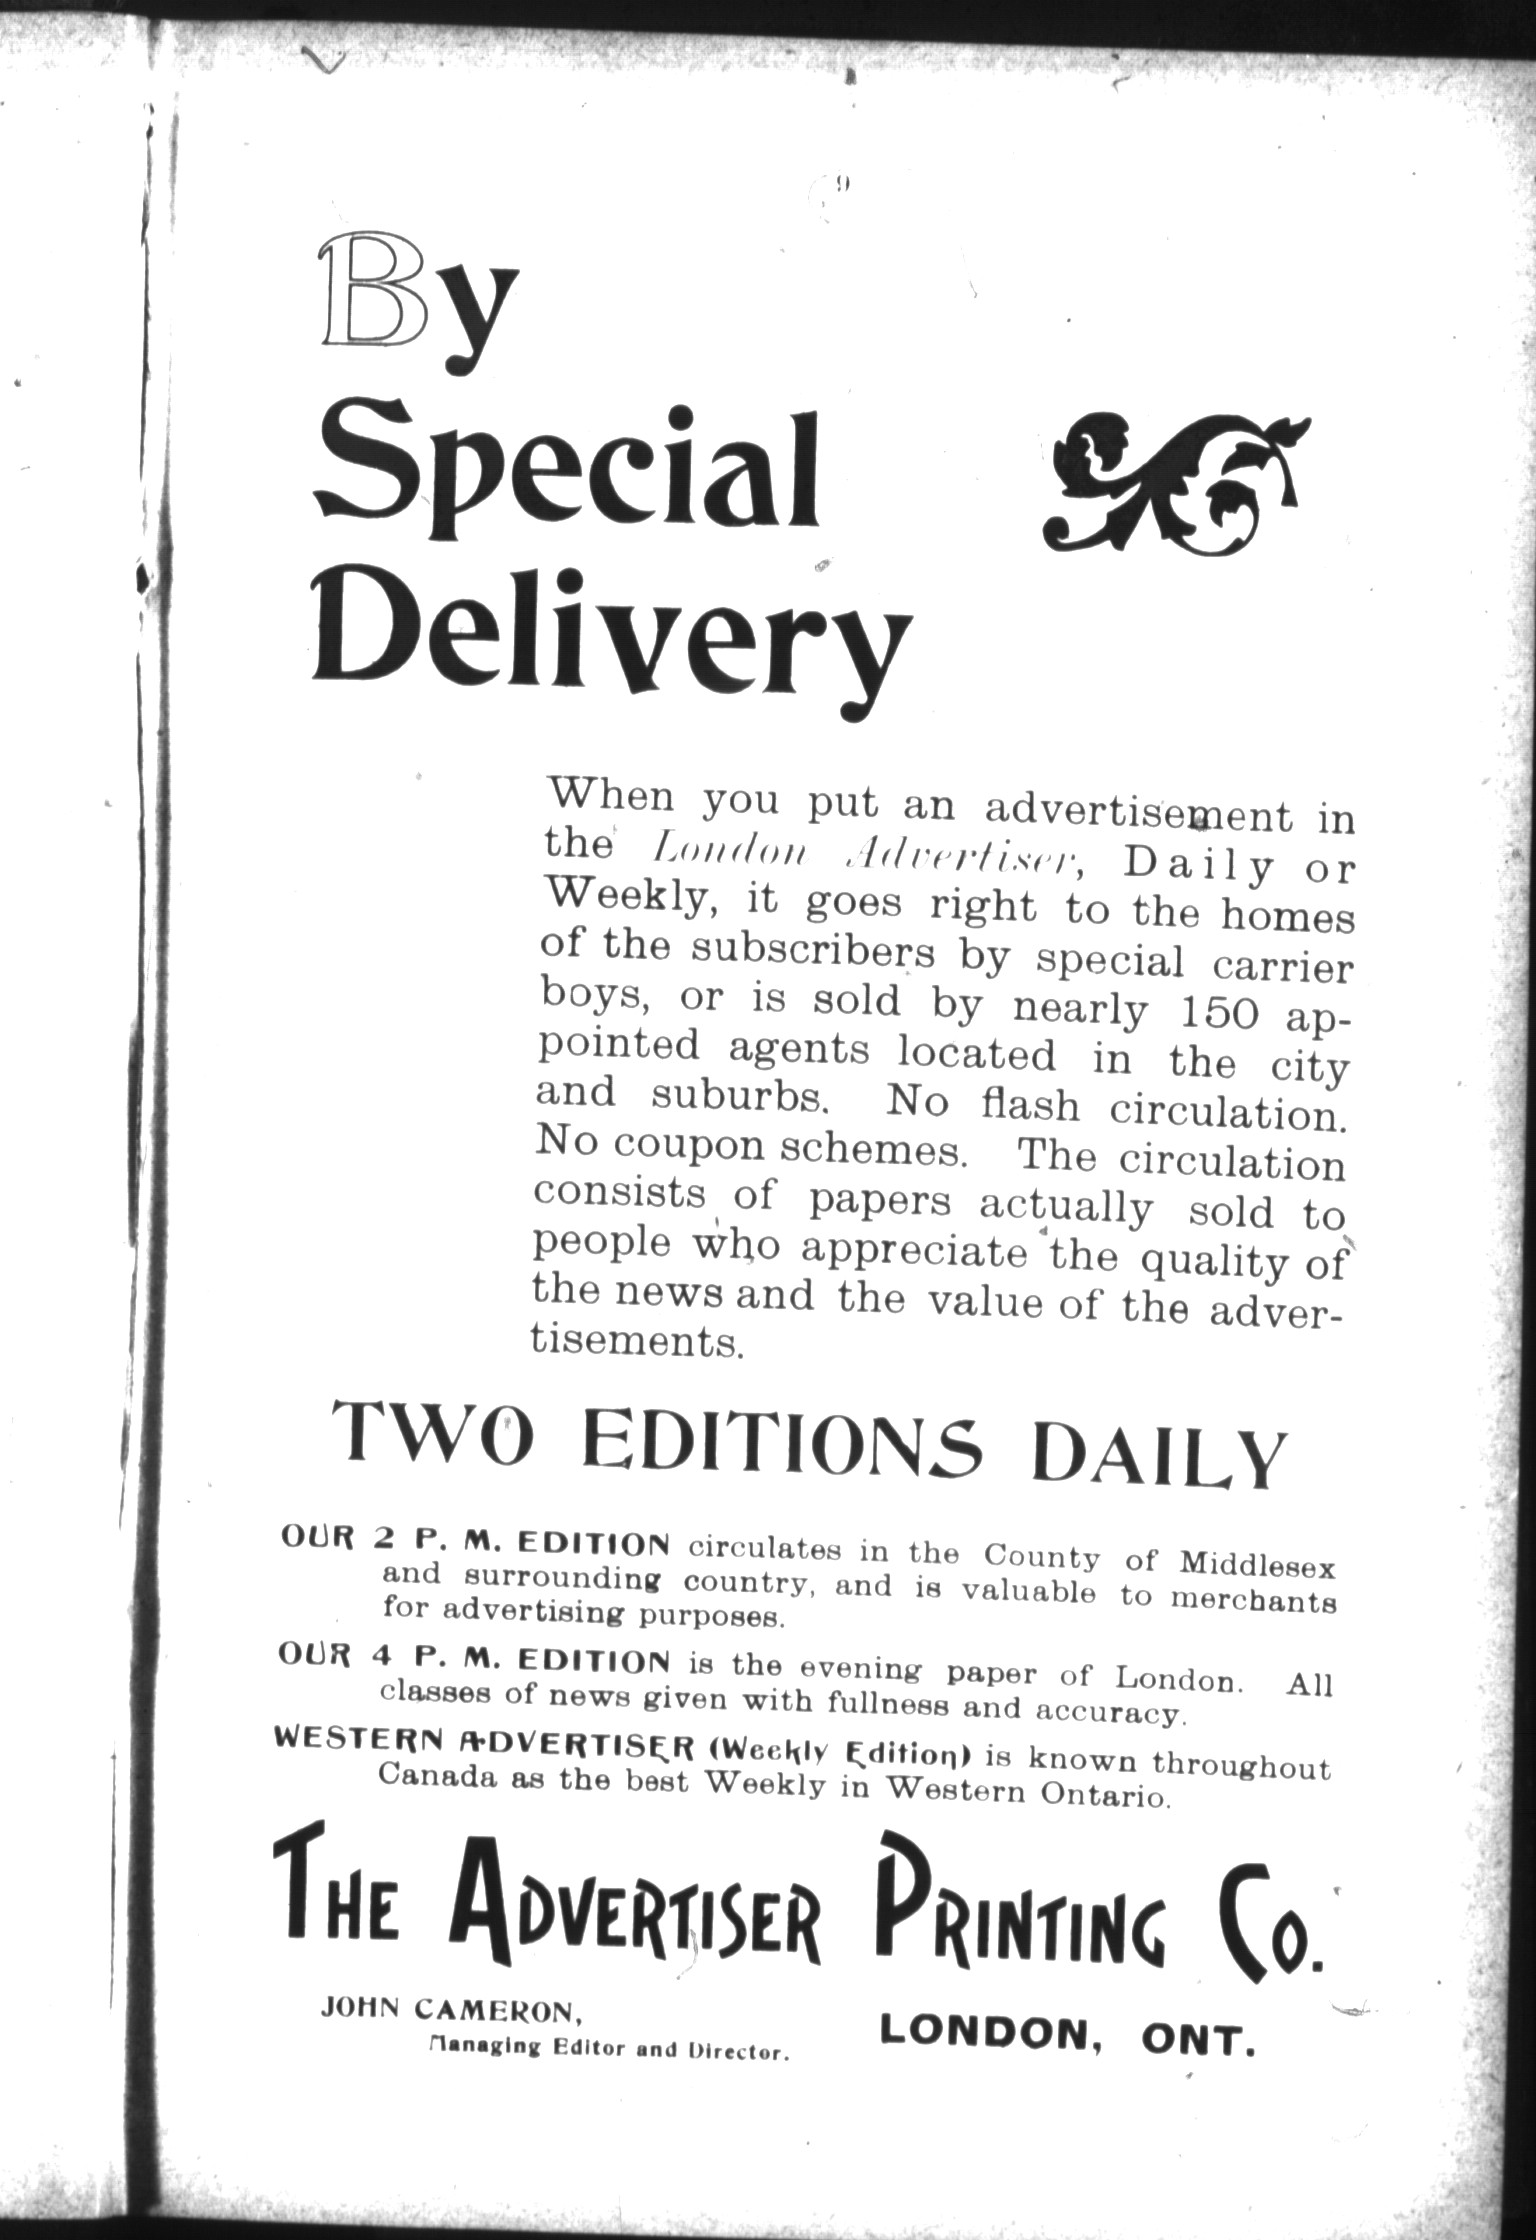 9
By
Special
Delivery
When you put an advertisement in
the London Advertiser, Daily or
Weekly, it goes right to the homes
of the subscribers by special carrier
boys, or is sold by nearly 150 ap-
pointed agents located in the city
and suburbs. No flash circulation.
No coupon schemes. The circulation
consists of papers actually sold to
people who appreciate the quality of
the news and the value of the adver-
tisements.
TWO EDITIONS DAILY
OUR 2 P. M. EDITION circulates in the County of Middlesex
and surrounding country, and is valuable to merchants
for advertising purposes.
OUR 4 P. M. EDITION is the evening paper of London. All
classes of news given with fullness and accuracy.
WESTERN ADVERTISER (Weekly Edition) is known throughout
Canada as the best Weekly in Western Ontario.
THE ADVERTISER PRINTING CO.
JOHN CAMERON,
Managing Editor and Director.
LONDON, ONT.